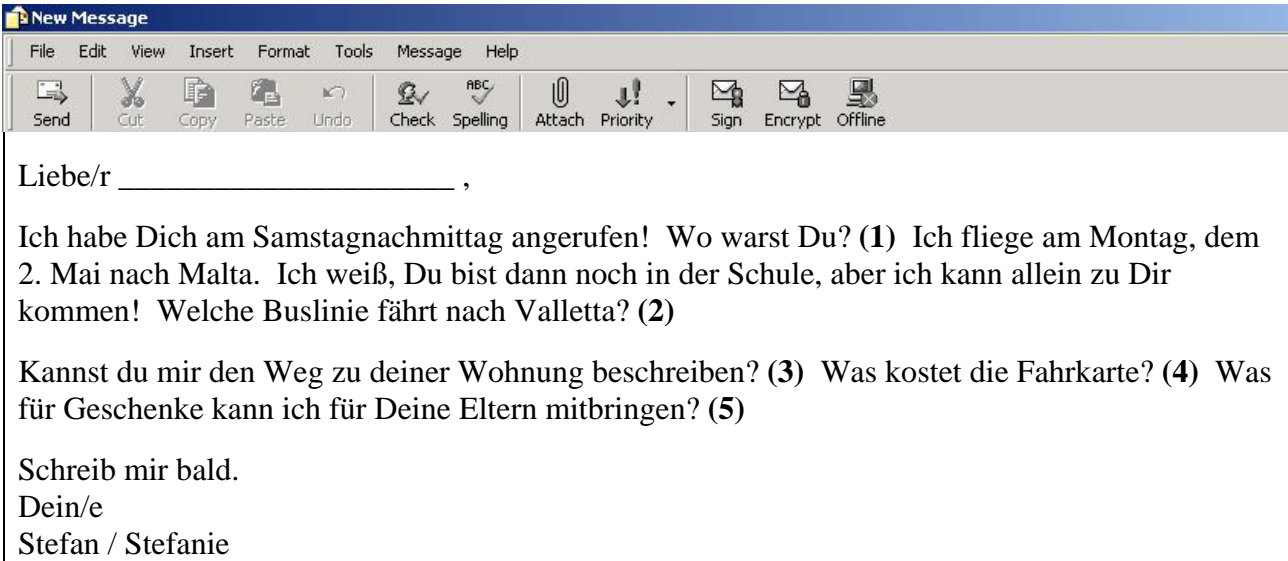 New Message
File Edit View Insert Format Tools Message Help
ABC
Send Cut Copy Paste Undo Check Spelling Attach Priority Sign Encrypt Offline
Liebe/r _____________________ ,
Ich habe Dich am Samstagnachmittag angerufen! Wo warst Du? (1) Ich fliege am Montag, dem
2. Mai nach Malta. Ich weiß, Du bist dann noch in der Schule, aber ich kann allein zu Dir
kommen! Welche Buslinie fährt nach Valletta? (2)
Kannst du mir den Weg zu deiner Wohnung beschreiben? (3) Was kostet die Fahrkarte? (4) Was
für Geschenke kann ich für Deine Eltern mitbringen? (5)
Schreib mir bald.
Dein/e
Stefan / Stefanie